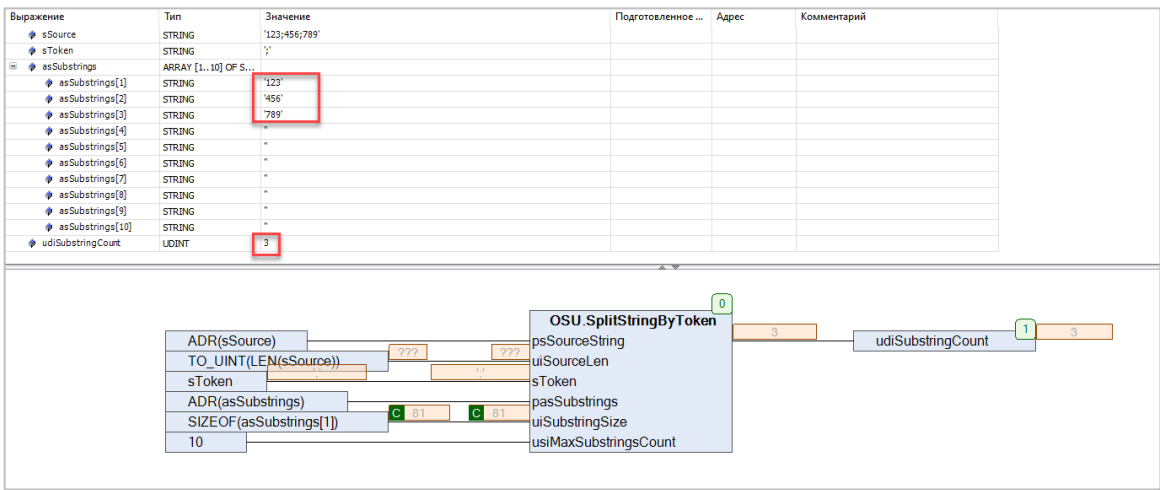 Выражение Тип Значение Подготовленное ... Адрес Комментарий
sSource STRING '123;456;789'
sToken STRING ';'
asSubstrings ARRAY [1..10] OF S...
asSubstrings[1] STRING '123'
asSubstrings[2] STRING '456'
asSubstrings[3] STRING '789'
asSubstrings[4] STRING ''
asSubstrings[5] STRING ''
asSubstrings[6] STRING ''
asSubstrings[7] STRING ''
asSubstrings[8] STRING ''
asSubstrings[9] STRING ''
asSubstrings[10] STRING ''
udiSubstringCount UDINT 3
0
OSU.SplitStringByToken
ADR(sSource) psSourceString 3 udiSubstringCount 1 3
TO_UINT(LEN(sSource)) ??? ??? uiSourceLen
sToken ';' ';' sToken
ADR(asSubstrings) pasSubstrings
SIZEOF(asSubstrings[1]) C 81 C 81 uiSubstringSize
10 usiMaxSubstringsCount